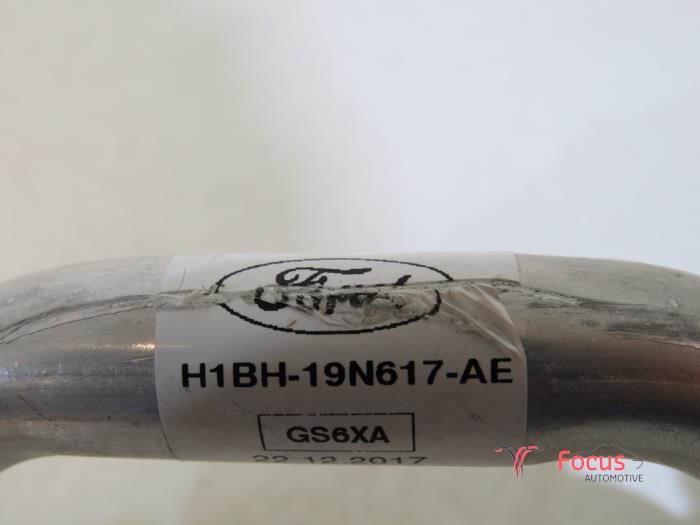 Ford
H1BH-19N617-AE
GS6XA
22.12.2017
Focus
AUTOMOTIVE